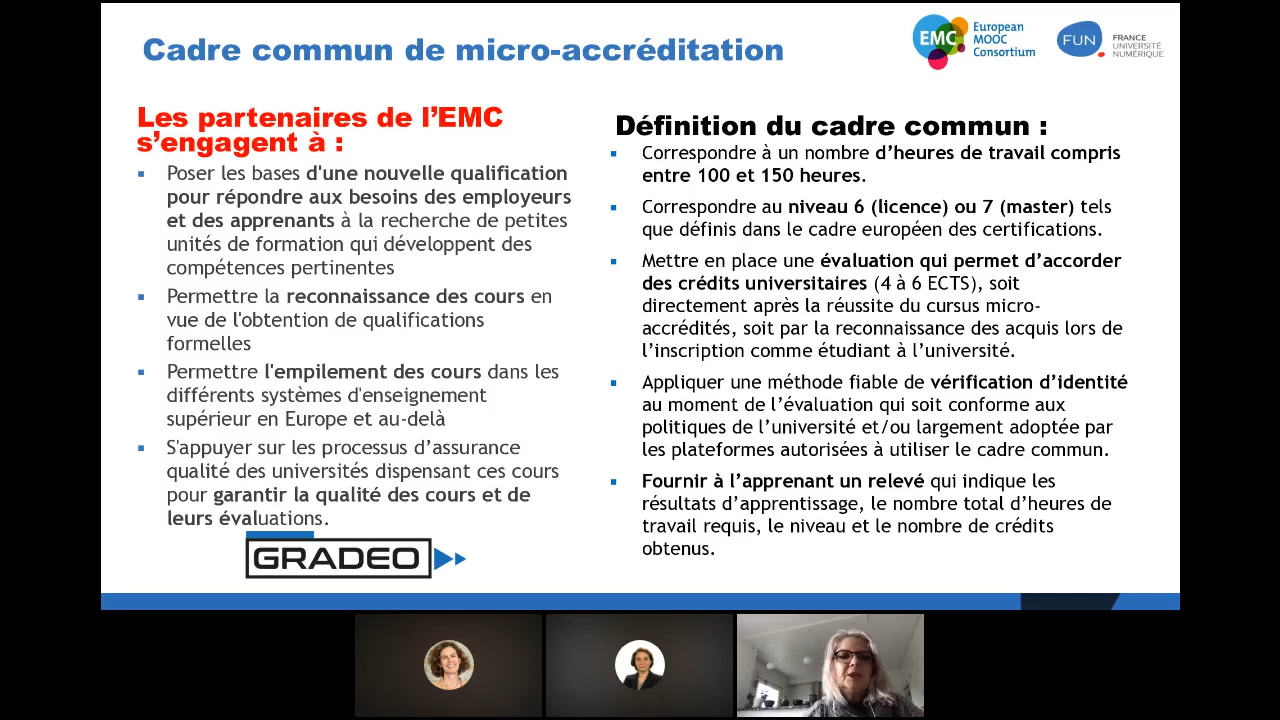 Cadre commun de micro-accréditation
EMC
European
MOOC
Consortium
FUN
FRANCE
UNIVERSITÉ
NUMÉRIQUE
Les partenaires de l’EMC
s’engagent à :
Poser les bases d'une nouvelle qualification
pour répondre aux besoins des employeurs
et des apprenants à la recherche de petites
unités de formation qui développent des
compétences pertinentes
Permettre la reconnaissance des cours en
vue de l'obtention de qualifications
formelles
Permettre l'empilement des cours dans les
différents systèmes d'enseignement
supérieur en Europe et au-delà
S'appuyer sur les processus d’assurance
qualité des universités dispensant ces cours
pour garantir la qualité des cours et de
leurs évaluations.
GRADEO
Définition du cadre commun :
Correspondre à un nombre d’heures de travail compris
entre 100 et 150 heures.
Correspondre au niveau 6 (licence) ou 7 (master) tels
que définis dans le cadre européen des certifications.
Mettre en place une évaluation qui permet d’accorder
des crédits universitaires (4 à 6 ECTS), soit
directement après la réussite du cursus micro-
accrédités, soit par la reconnaissance des acquis lors de
l’inscription comme étudiant à l’université.
Appliquer une méthode fiable de vérification d’identité
au moment de l’évaluation qui soit conforme aux
politiques de l’université et/ou largement adoptée par
les plateformes autorisées à utiliser le cadre commun.
Fournir à l’apprenant un relevé qui indique les
résultats d’apprentissage, le nombre total d’heures de
travail requis, le niveau et le nombre de crédits
obtenus.